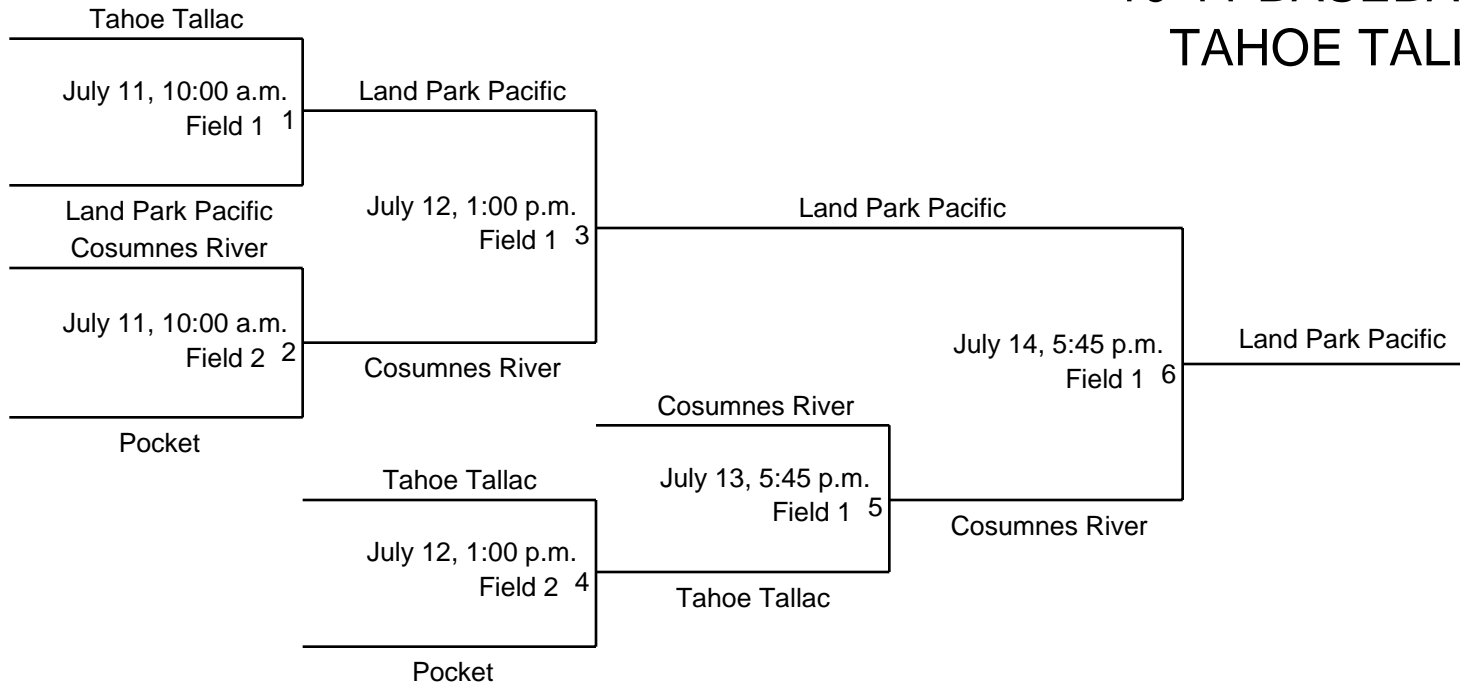 Tahoe Tallac
TAHOE
July 11, 10:00 a.m.
Field 1 1
Land Park Pacific
Land Park Pacific
July 12, 1:00 p.m.
Field 1 3
Land Park Pacific
Cosumnes River
July 11, 10:00 a.m.
Field 2 2
Pocket
Cosumnes River
Land Park Pacific
July 14, 5:45 p.m.
Field 1 6
Land Park Pacific
Cosumnes River
July 13, 5:45 p.m.
Field 1 5
Cosumnes River
Tahoe Tallac
July 12, 1:00 p.m.
Field 2 4
Pocket
Tahoe Tallac